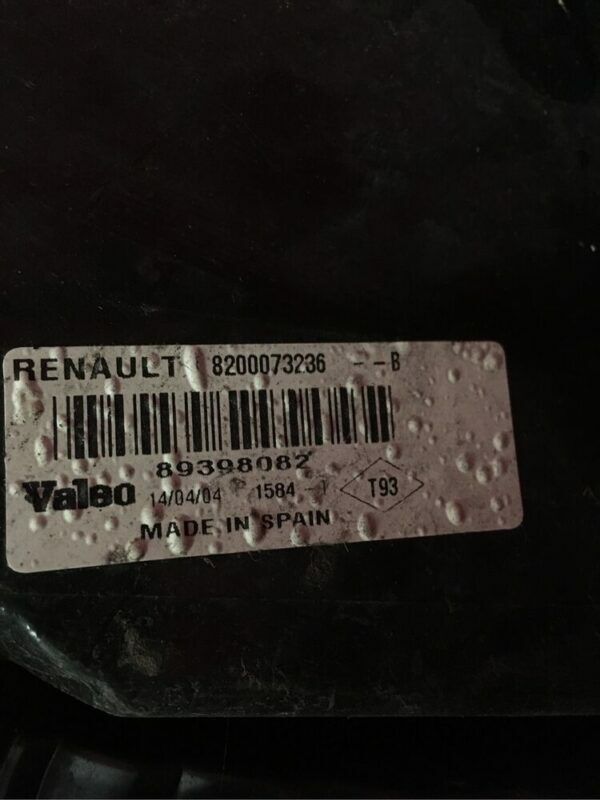 RENAULT 8200073236 --B
89398082
Valeo 14/04/04 1584 T93
MADE IN SPAIN